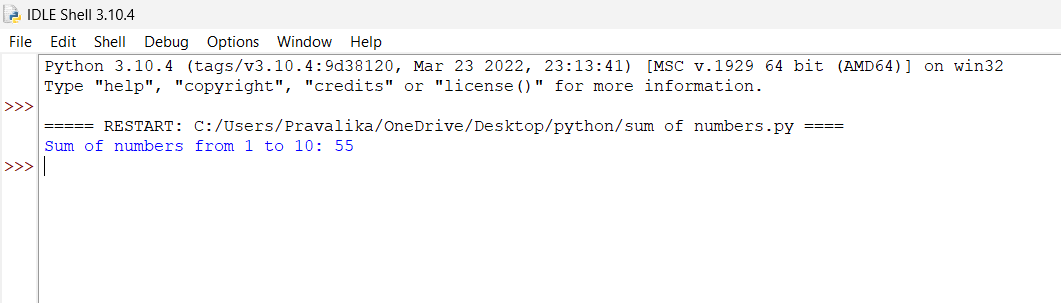 IDLE Shell 3.10.4
File Edit Shell Debug Options Window Help
Python 3.10.4 (tags/v3.10.4:9d38120, Mar 23 2022, 23:13:41) [MSC v.1929 64 bit (AMD64)] on win32
Type "help", "copyright", "credits" or "license()" for more information.
>>>
===== RESTART: C:/Users/Pravalika/OneDrive/Desktop/python/sum of numbers.py ====
Sum of numbers from 1 to 10: 55
>>>